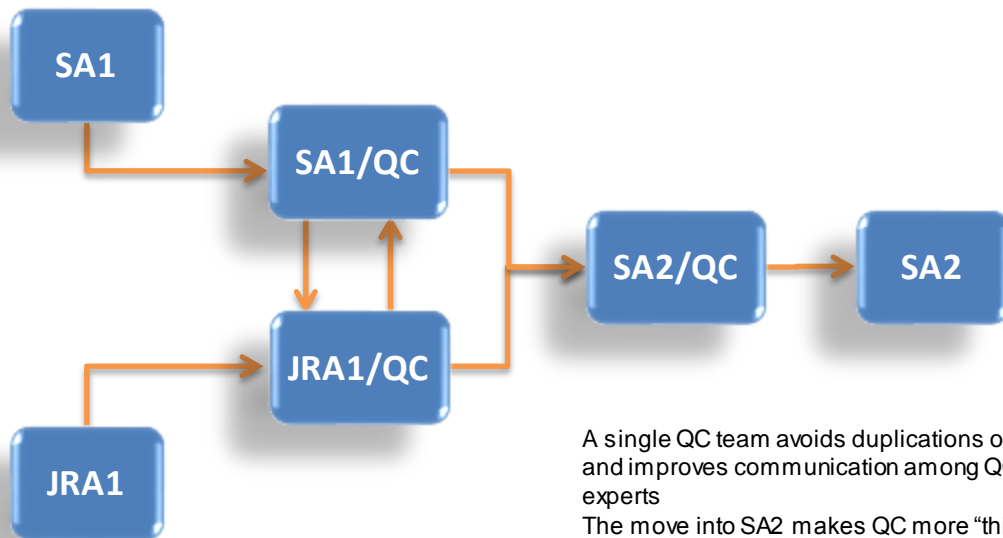 SA1
SA1/QC
SA2/QC
SA2
JRA1/QC
JRA1
A single QC team avoids duplications
and improves communication among
experts
The move into SA2 makes QC more